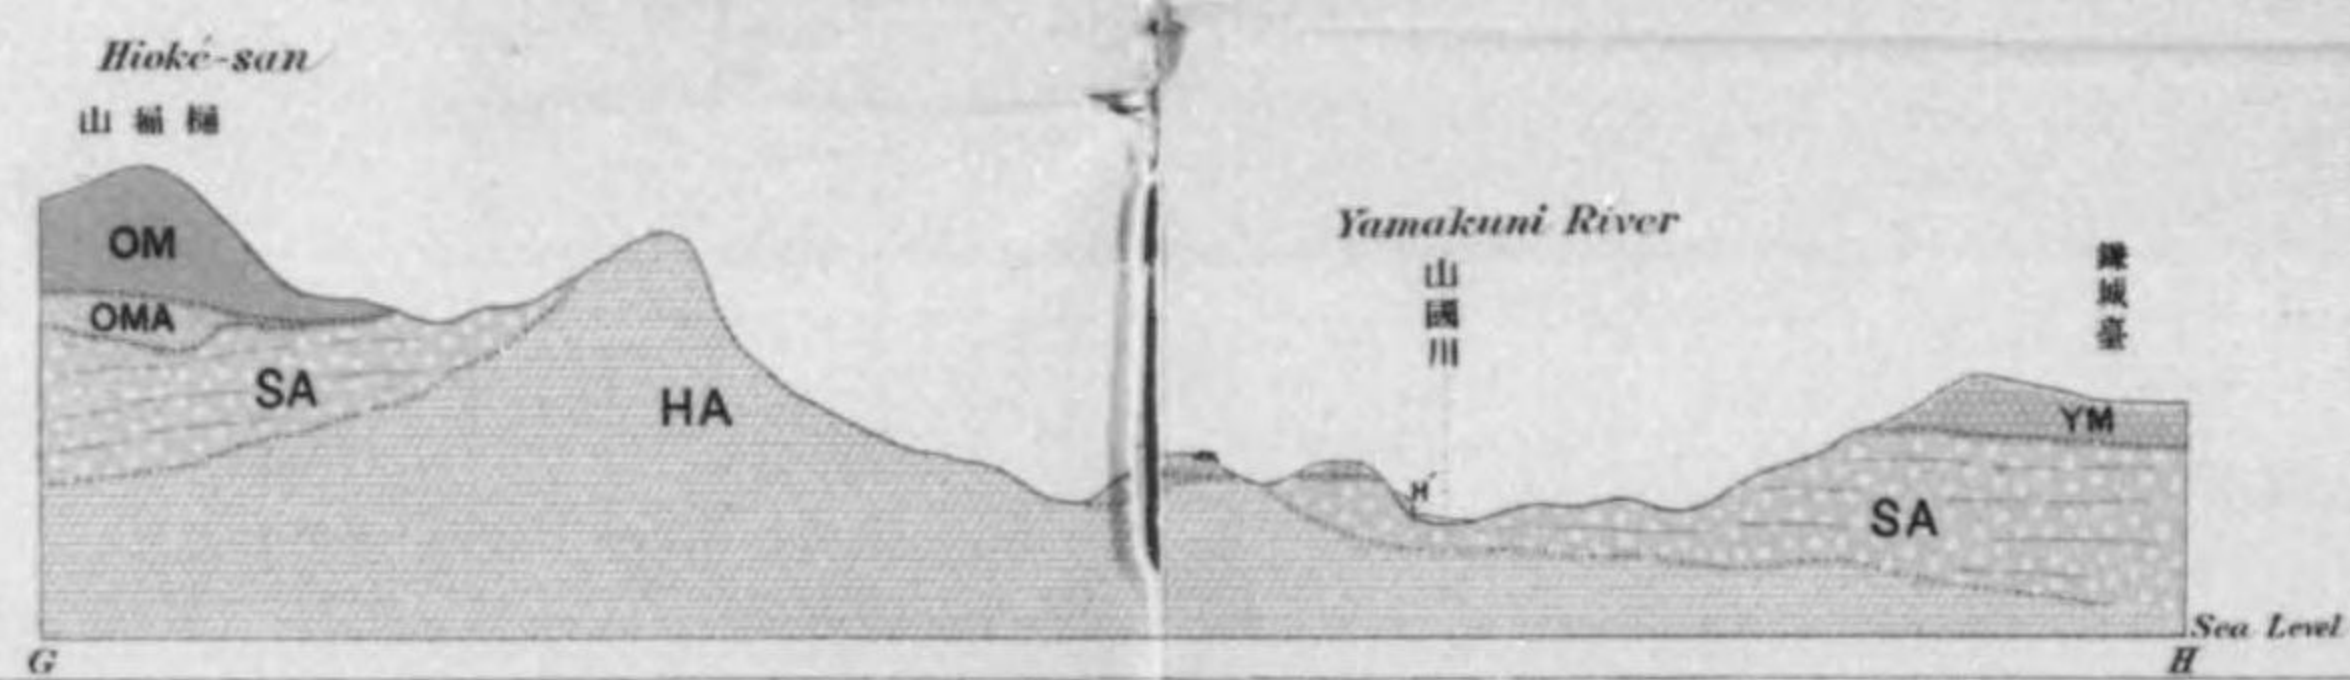 Hioké-san
樋桶山
Yamakuni River
山國川
鎌城臺
OM
OMA
SA
HA
H'
YM
SA
Sea Level
G
H